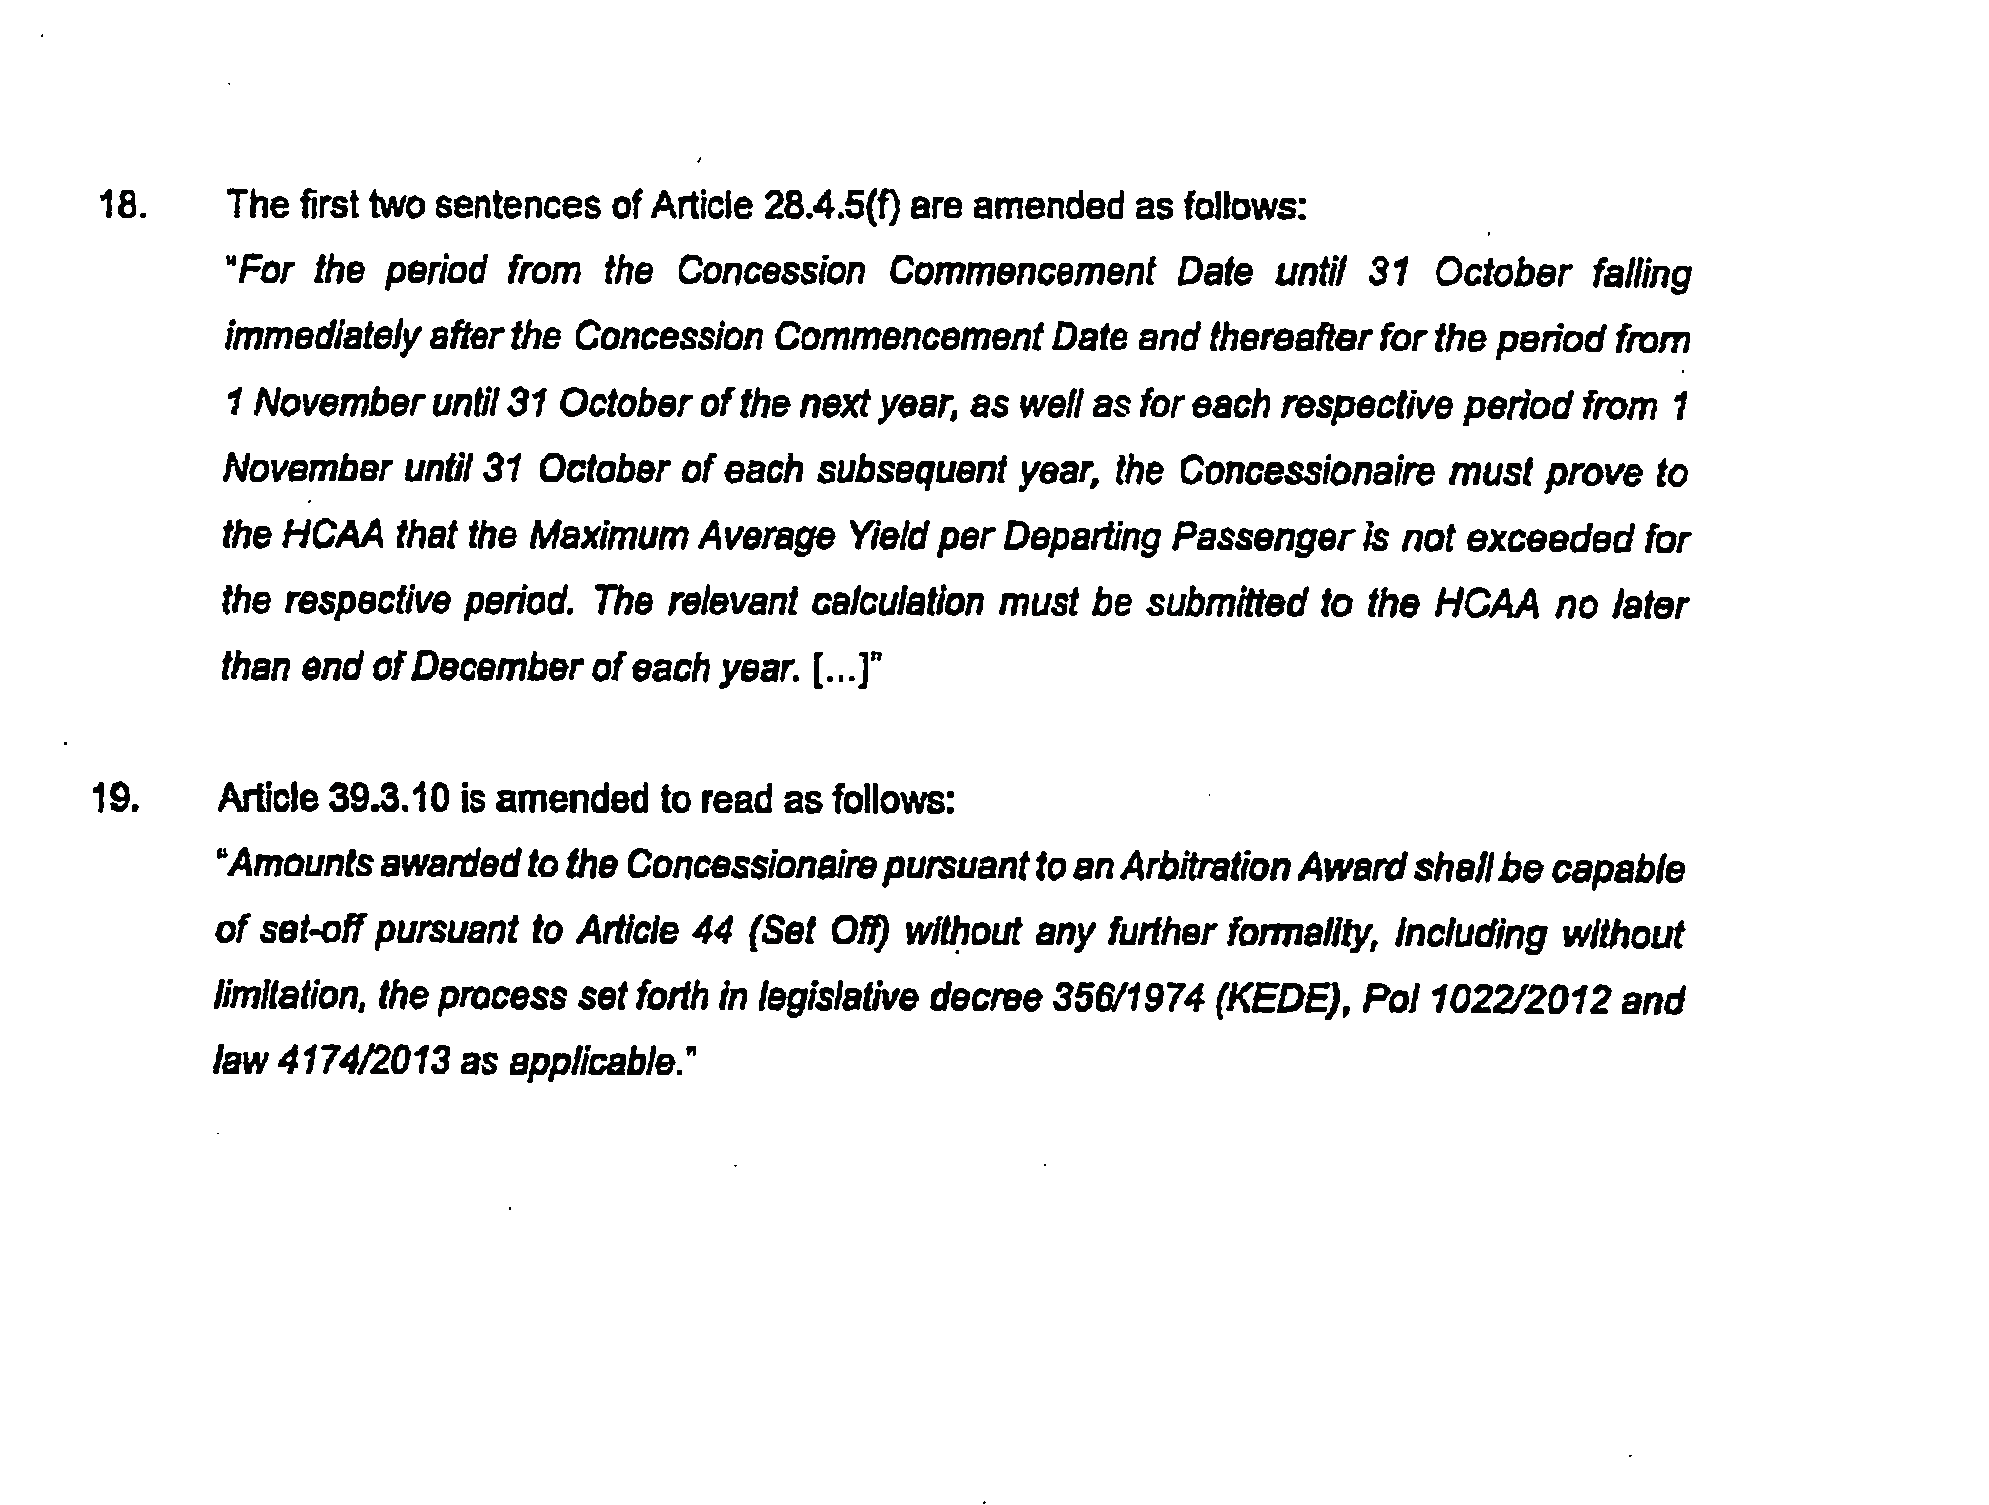 18. The first two sentences of Article 28.4.5(f) are amended as follows:
"For the period from the Concession Commencement Date until 31 October falling
immediately after the Concession Commencement Date and thereafter for the period from
1 November until 31 October of the next year, as well as for each respective period from 1
November until 31 October of each subsequent year, the Concessionaire must prove to
the HCAA that the Maximum Average Yield per Departing Passenger is not exceeded for
the respective period. The relevant calculation must be submitted to the HCAA no later
than end of December of each year. [...]"
19. Article 39.3.10 is amended to read as follows:
"Amounts awarded to the Concessionaire pursuant to an Arbitration Award shall be capable
of set-off pursuant to Article 44 (Set Off) without any further formality, including without
limitation, the process set forth in legislative decree 356/1974 (KEDE), Pol 1022/2012 and
law 4174/2013 as applicable."